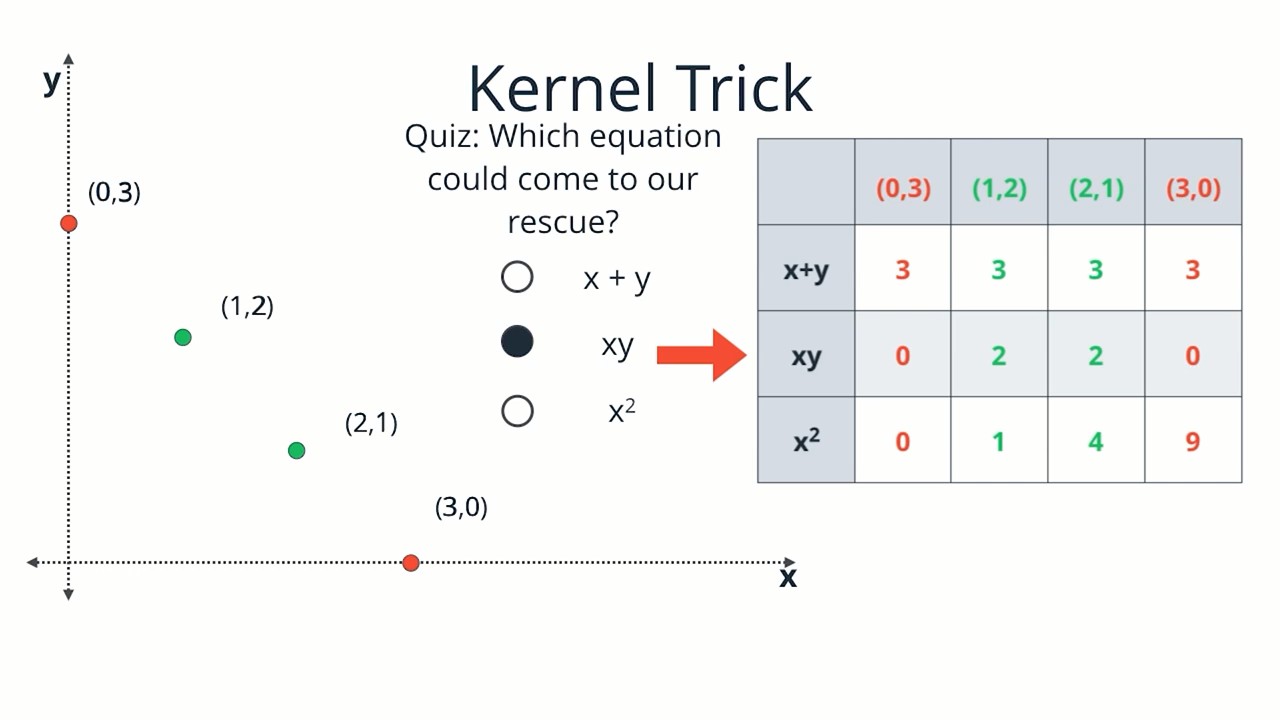 Kernel Trick
Quiz: Which equation
could come to our
rescue?
x + y
xy
x²
y
(0,3)
(1,2)
(2,1)
(3,0)
x
(0,3) (1,2) (2,1) (3,0)
x+y 3 3 3 3
xy 0 2 2 0
x² 0 1 4 9